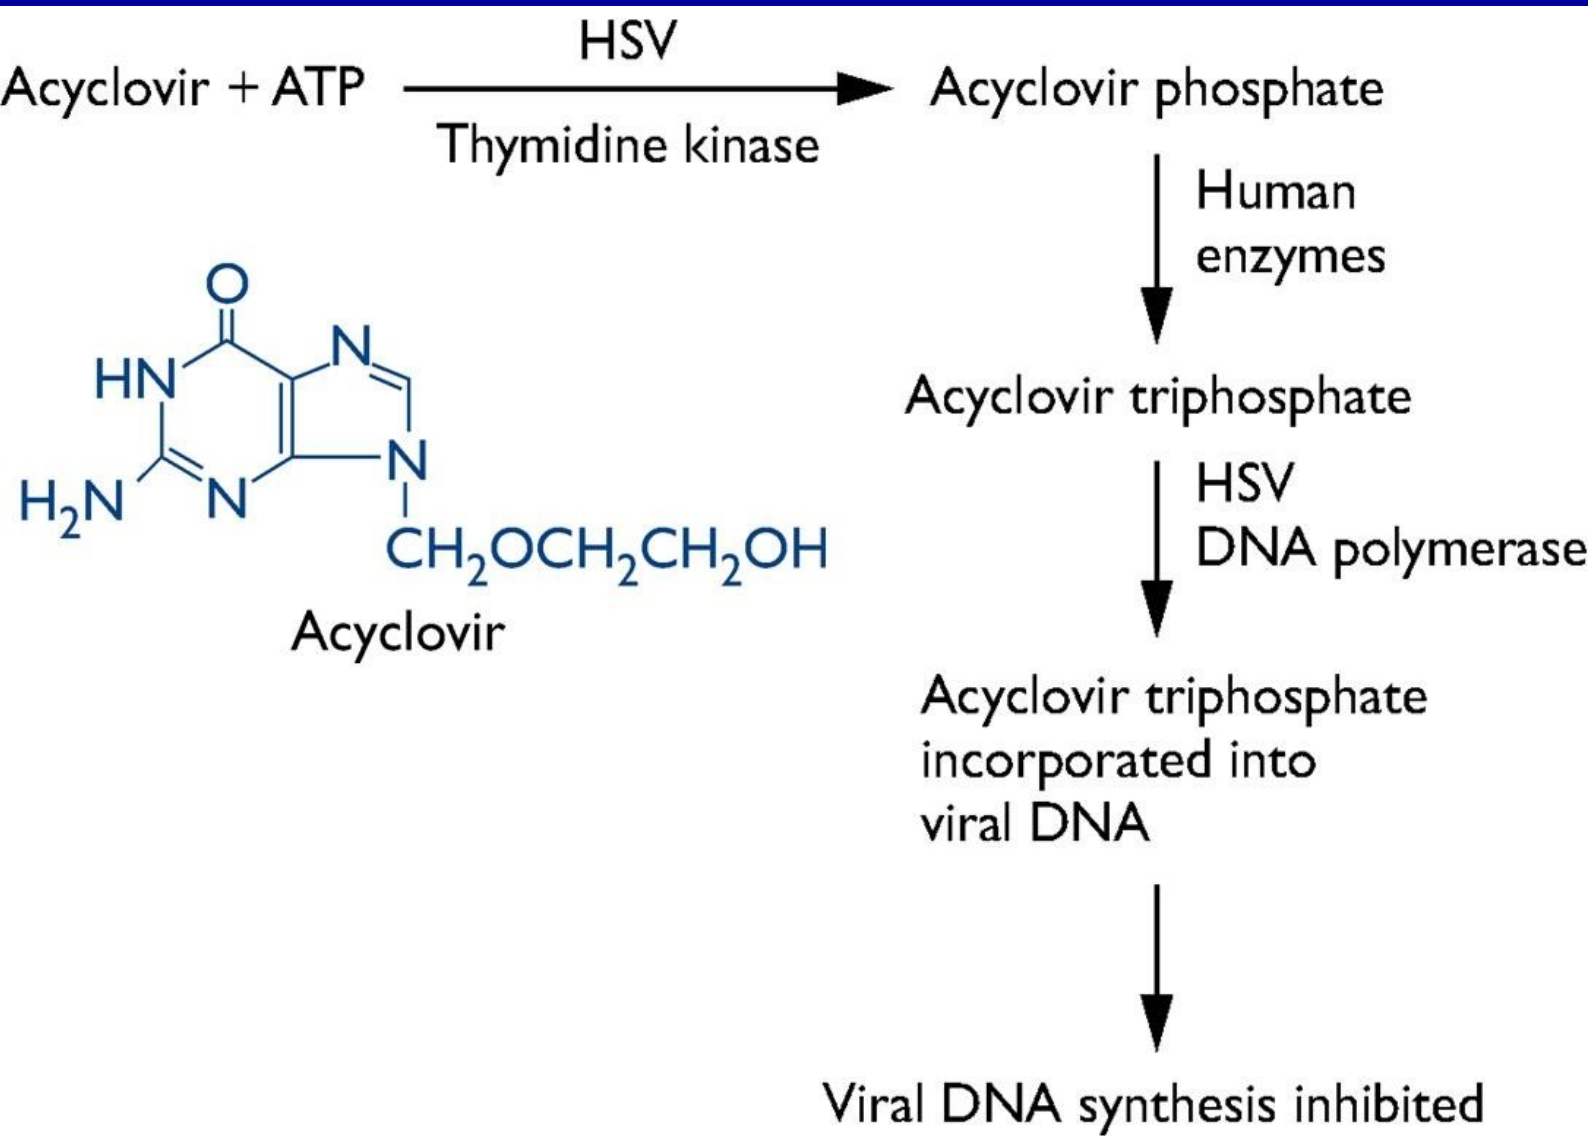 HSV
Acyclovir + ATP
Thymidine kinase
Acyclovir phosphate
Human
enzymes
Acyclovir triphosphate
HSV
DNA polymerase
Acyclovir triphosphate
incorporated into
viral DNA
Viral DNA synthesis inhibited
O
N
HN
N
H₂N
N
CH₂OCH₂CH₂OH
Acyclovir